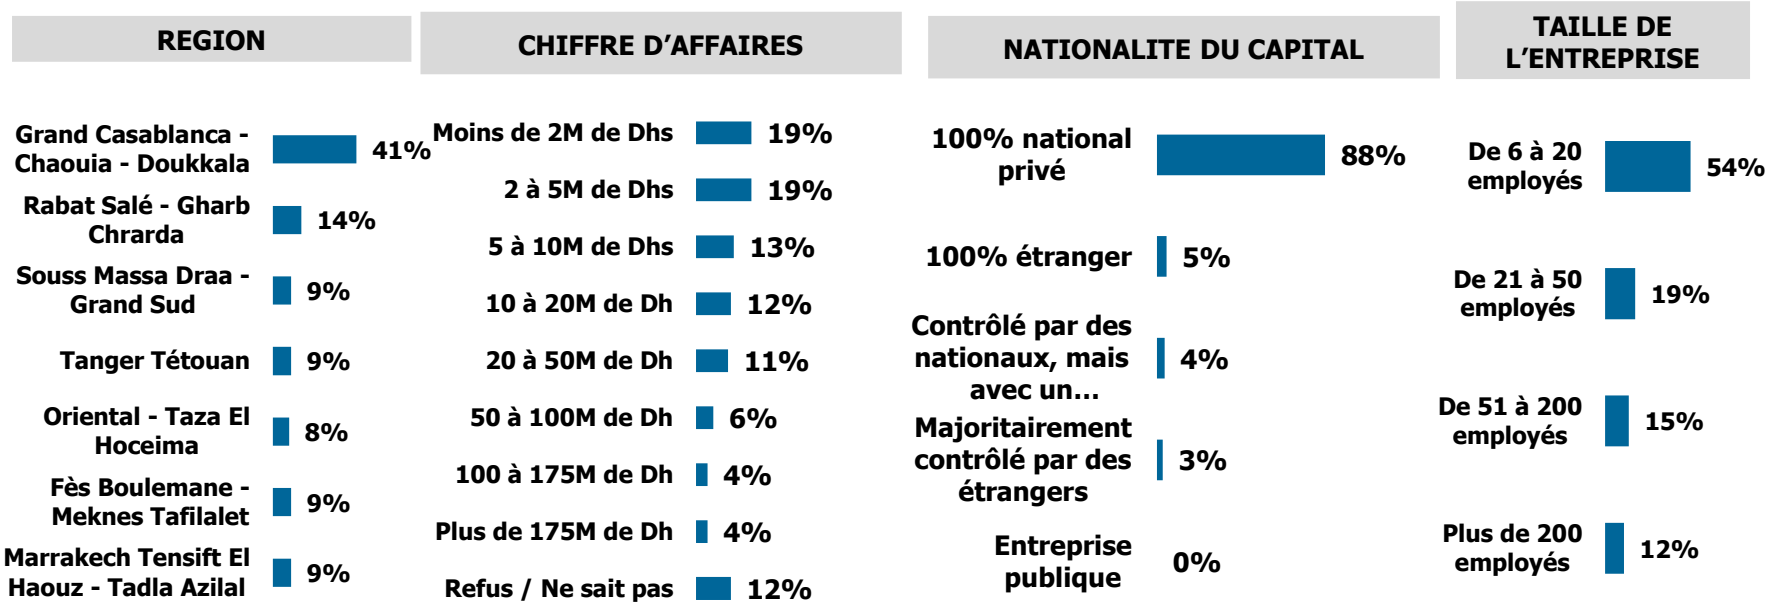 REGION
Grand Casablanca -
Chaouia - Doukkala
41%
Rabat Salé - Gharb
Chrarda
14%
Souss Massa Draa -
Grand Sud
9%
Tanger Tétouan
9%
Oriental - Taza El
Hoceima
8%
Fès Boulemane -
Meknes Tafilalet
9%
Marrakech Tensift El
Haouz - Tadla Azilal
9%
CHIFFRE D’AFFAIRES
Moins de 2M de Dhs
19%
2 à 5M de Dhs
19%
5 à 10M de Dhs
13%
10 à 20M de Dh
12%
20 à 50M de Dh
11%
50 à 100M de Dh
6%
100 à 175M de Dh
4%
Plus de 175M de Dh
4%
Refus / Ne sait pas
12%
NATIONALITE DU CAPITAL
100% national
privé
88%
100% étranger
5%
Contrôlé par des
nationaux, mais
avec un...
4%
Majoritairement
contrôlé par des
étrangers
3%
Entreprise
publique
0%
TAILLE DE
L’ENTREPRISE
De 6 à 20
employés
54%
De 21 à 50
employés
19%
De 51 à 200
employés
15%
Plus de 200
employés
12%